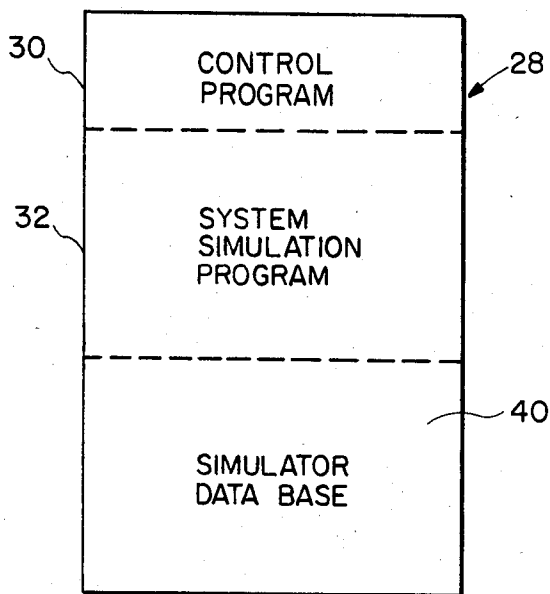 30
CONTROL
PROGRAM
28
32
SYSTEM
SIMULATION
PROGRAM
40
SIMULATOR
DATA BASE